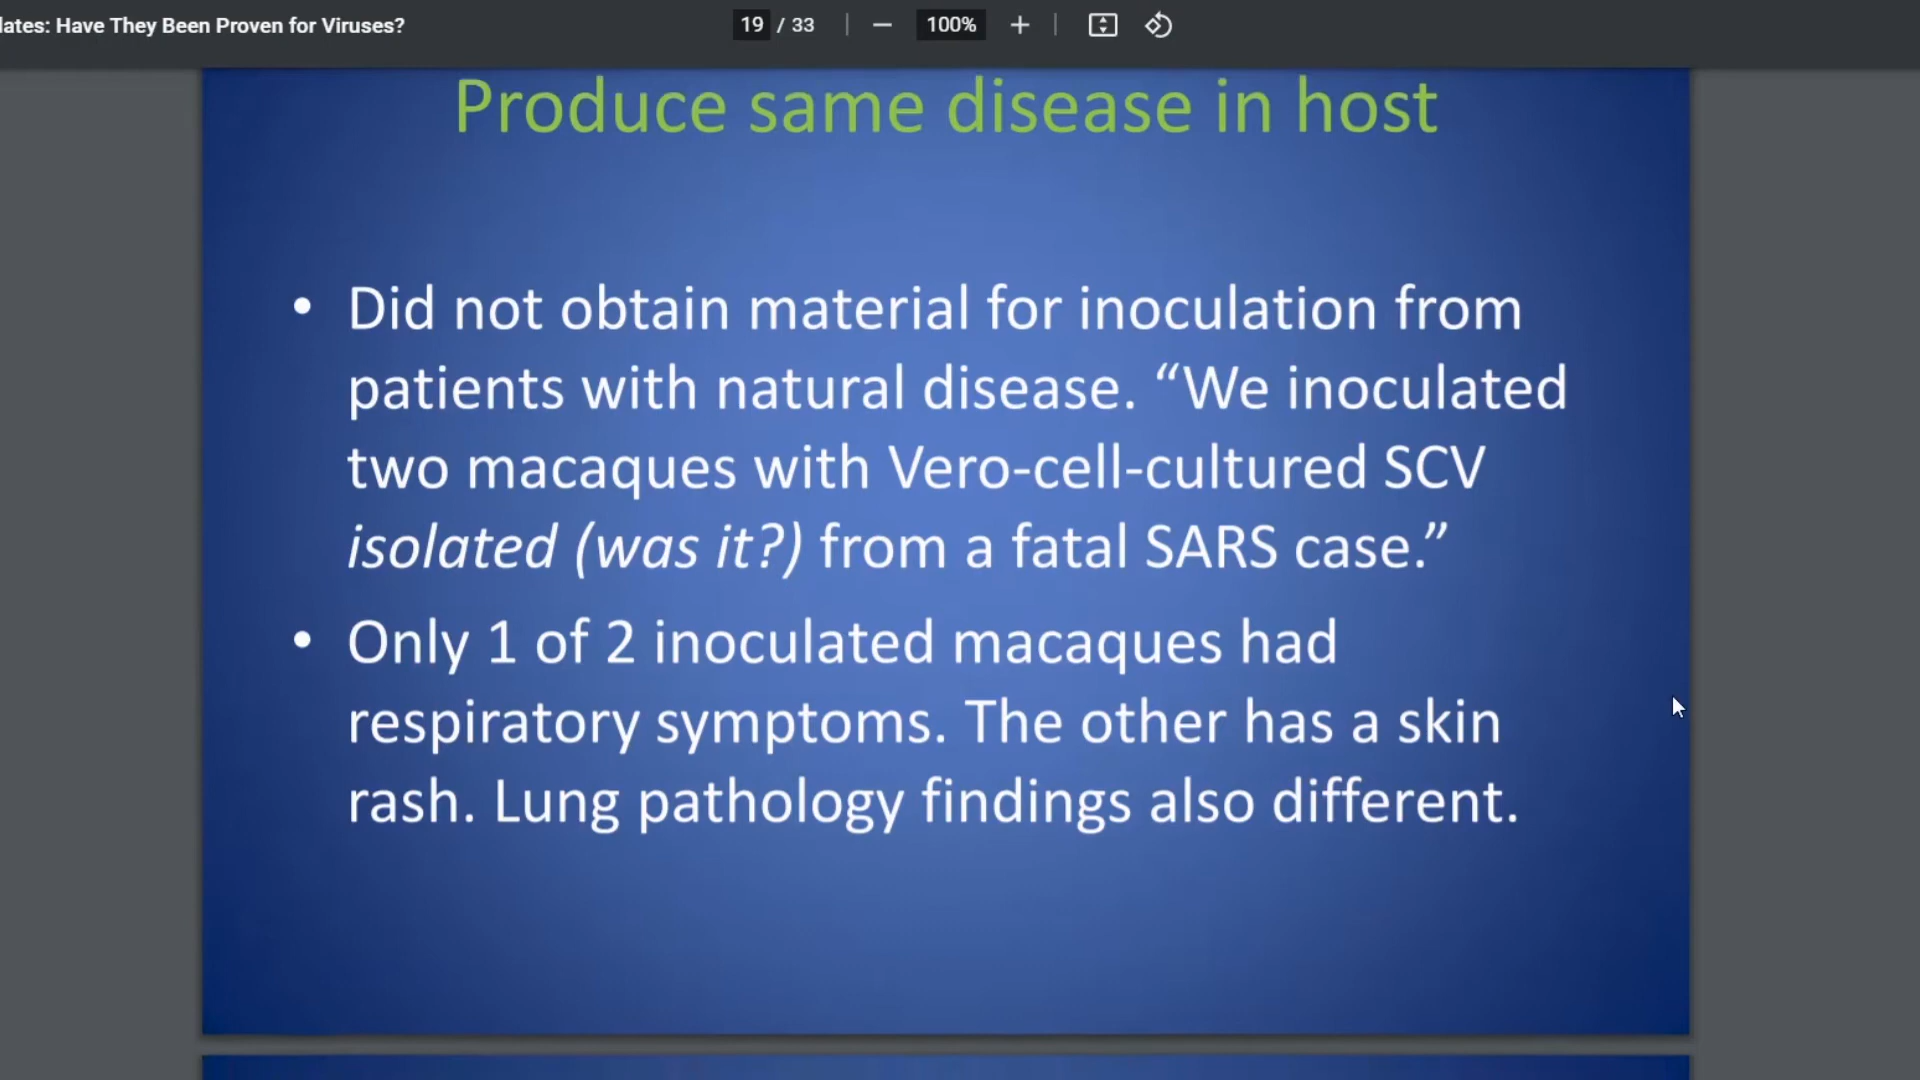 lates: Have They Been Proven for Viruses?
19 / 33
100%
Produce same disease in host
• Did not obtain material for inoculation from
patients with natural disease. “We inoculated
two macaques with Vero-cell-cultured SCV
isolated (was it?) from a fatal SARS case.”
• Only 1 of 2 inoculated macaques had
respiratory symptoms. The other has a skin
rash. Lung pathology findings also different.